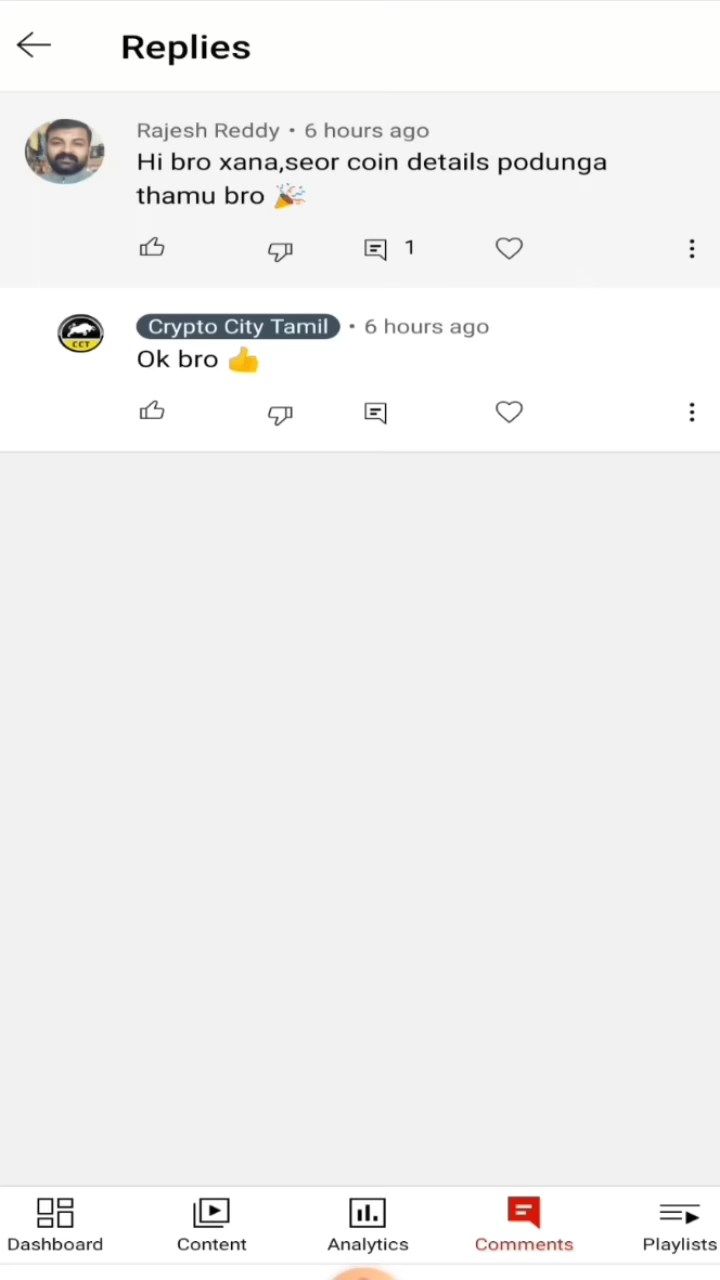 Replies
Rajesh Reddy • 6 hours ago
Hi bro xana,seor coin details podunga
thamu bro 🎉
1
CCT
Crypto City Tamil • 6 hours ago
Ok bro 👍
Dashboard
Content
Analytics
Comments
Playlists